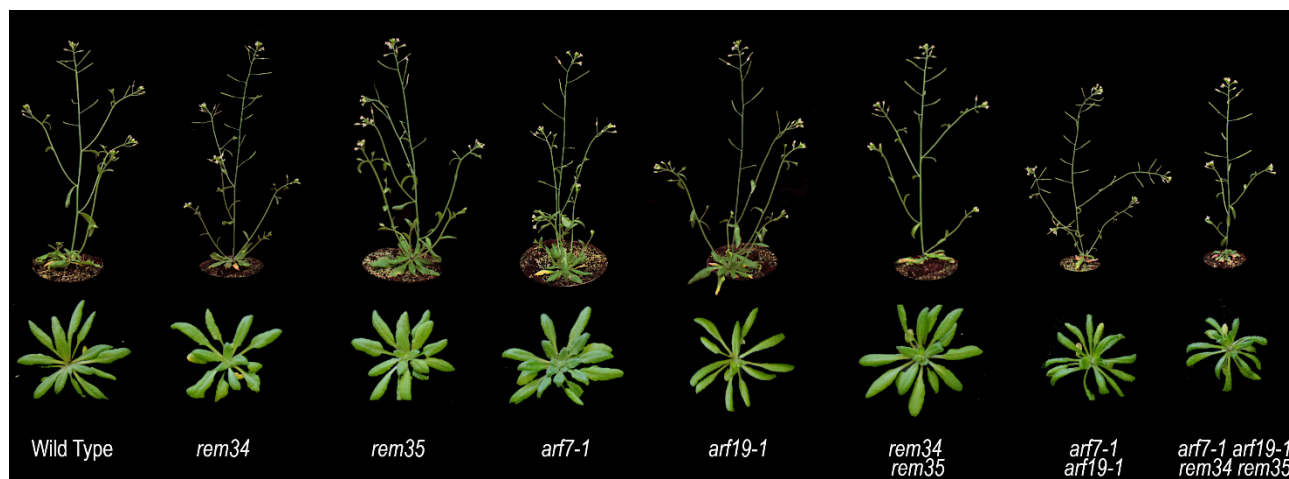 Wild Type
rem34
rem35
arf7-1
arf19-1
rem34
rem35
arf7-1
arf19-1
arf7-1 arf19-1
rem34 rem35